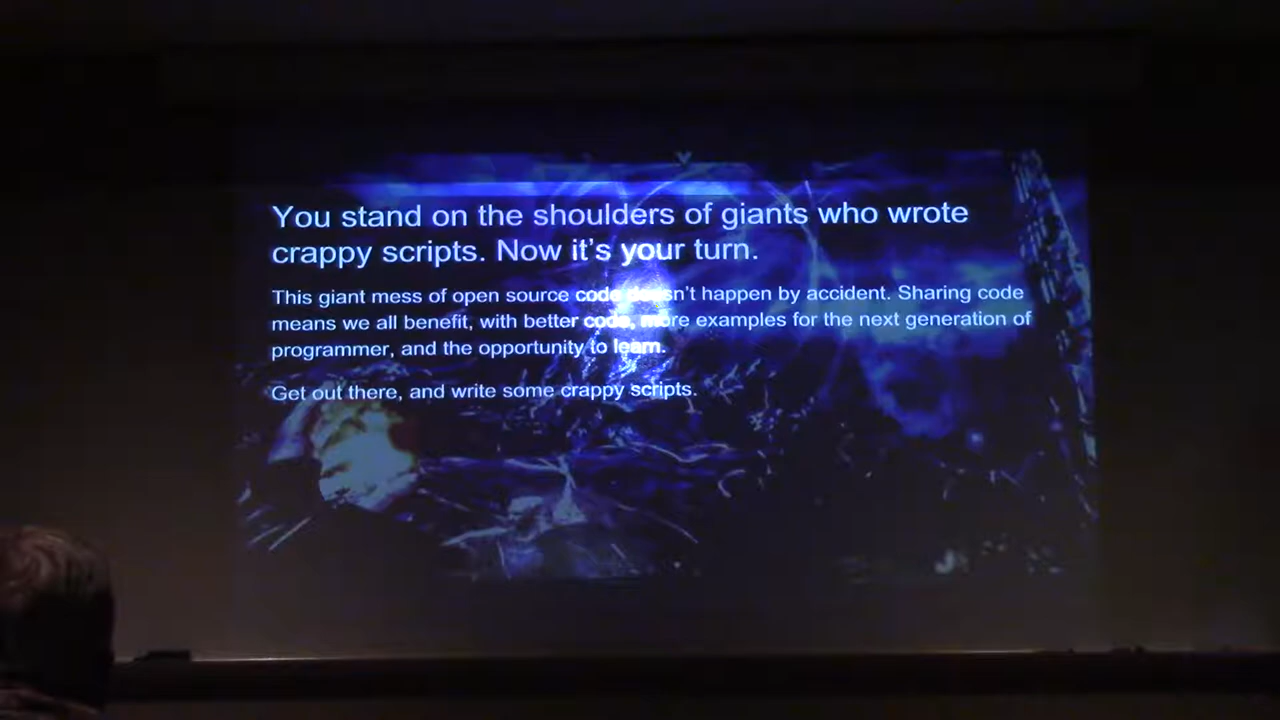 You stand on the shoulders of giants who wrote
crappy scripts. Now it's your turn.
This giant mess of open source code doesn't happen by accident. Sharing code
means we all benefit, with better code, more examples for the next generation of
programmer, and the opportunity to learn.
Get out there, and write some crappy scripts.